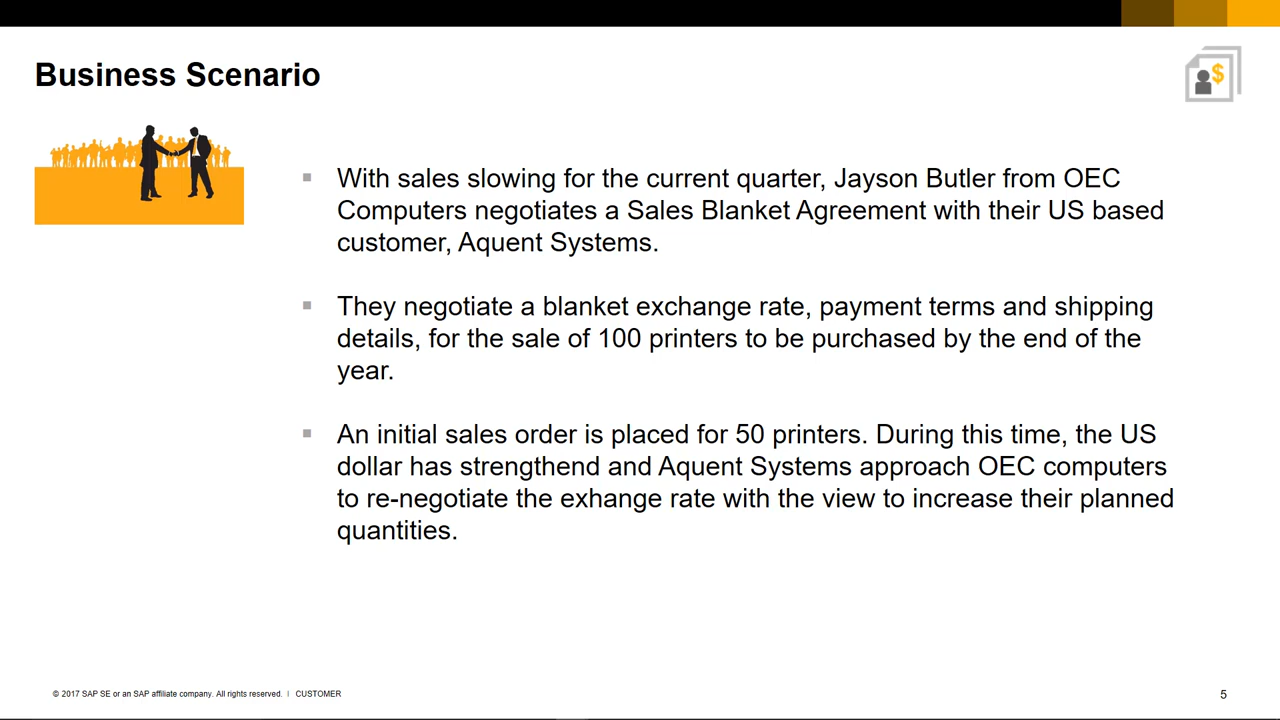 Business Scenario
$
▪ With sales slowing for the current quarter, Jayson Butler from OEC
Computers negotiates a Sales Blanket Agreement with their US based
customer, Aquent Systems.
▪ They negotiate a blanket exchange rate, payment terms and shipping
details, for the sale of 100 printers to be purchased by the end of the
year.
▪ An initial sales order is placed for 50 printers. During this time, the US
dollar has strengthend and Aquent Systems approach OEC computers
to re-negotiate the exhange rate with the view to increase their planned
quantities.
© 2017 SAP SE or an SAP affiliate company. All rights reserved. | CUSTOMER
5